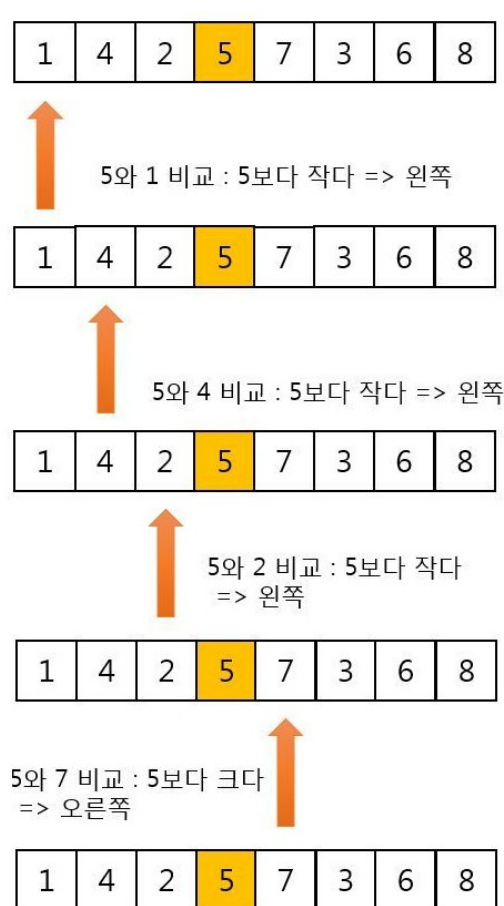 1 4 2 5 7 3 6 8
5와 1 비교 : 5보다 작다 => 왼쪽
1 4 2 5 7 3 6 8
5와 4 비교 : 5보다 작다 => 왼쪽
1 4 2 5 7 3 6 8
5와 2 비교 : 5보다 작다
=> 왼쪽
1 4 2 5 7 3 6 8
5와 7 비교 : 5보다 크다
=> 오른쪽
1 4 2 5 7 3 6 8